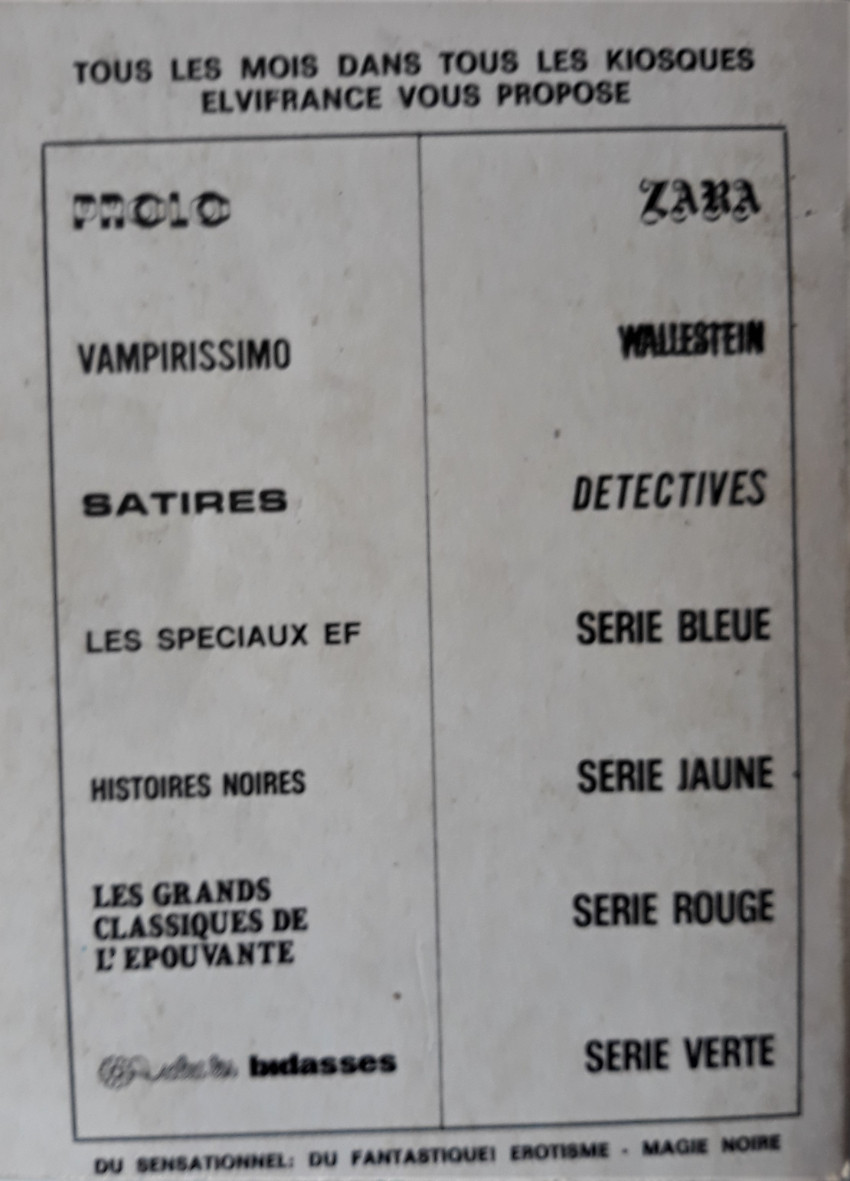 TOUS LES MOIS DANS TOUS LES KIOSQUES
ELVIFRANCE VOUS PROPOSE
PROLO
ZARA
VAMPIRISSIMO
WALLESTEIN
SATIRES
DETECTIVES
LES SPECIAUX EF
SERIE BLEUE
HISTOIRES NOIRES
SERIE JAUNE
LES GRANDS
CLASSIQUES DE
L' EPOUVANTE
SERIE ROUGE
bidasses
SERIE VERTE
DU SENSATIONNEL: DU FANTASTIQUE! EROTISME - MAGIE NOIRE